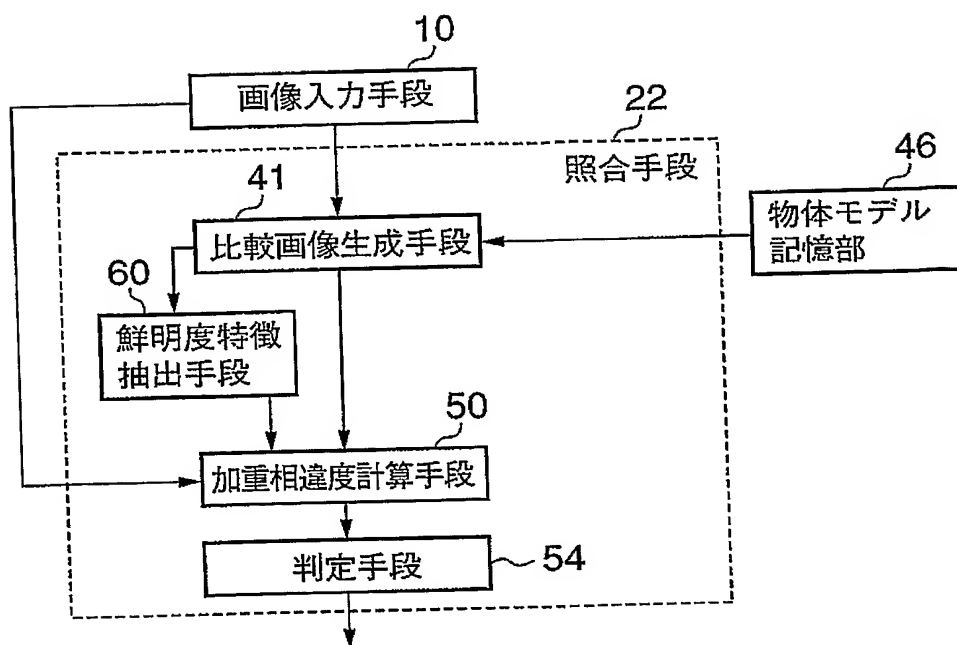 10
画像入力手段
22
照合手段
46
物体モデル
記憶部
41
比較画像生成手段
60
鮮明度特徴
抽出手段
50
加重相違度計算手段
判定手段
54